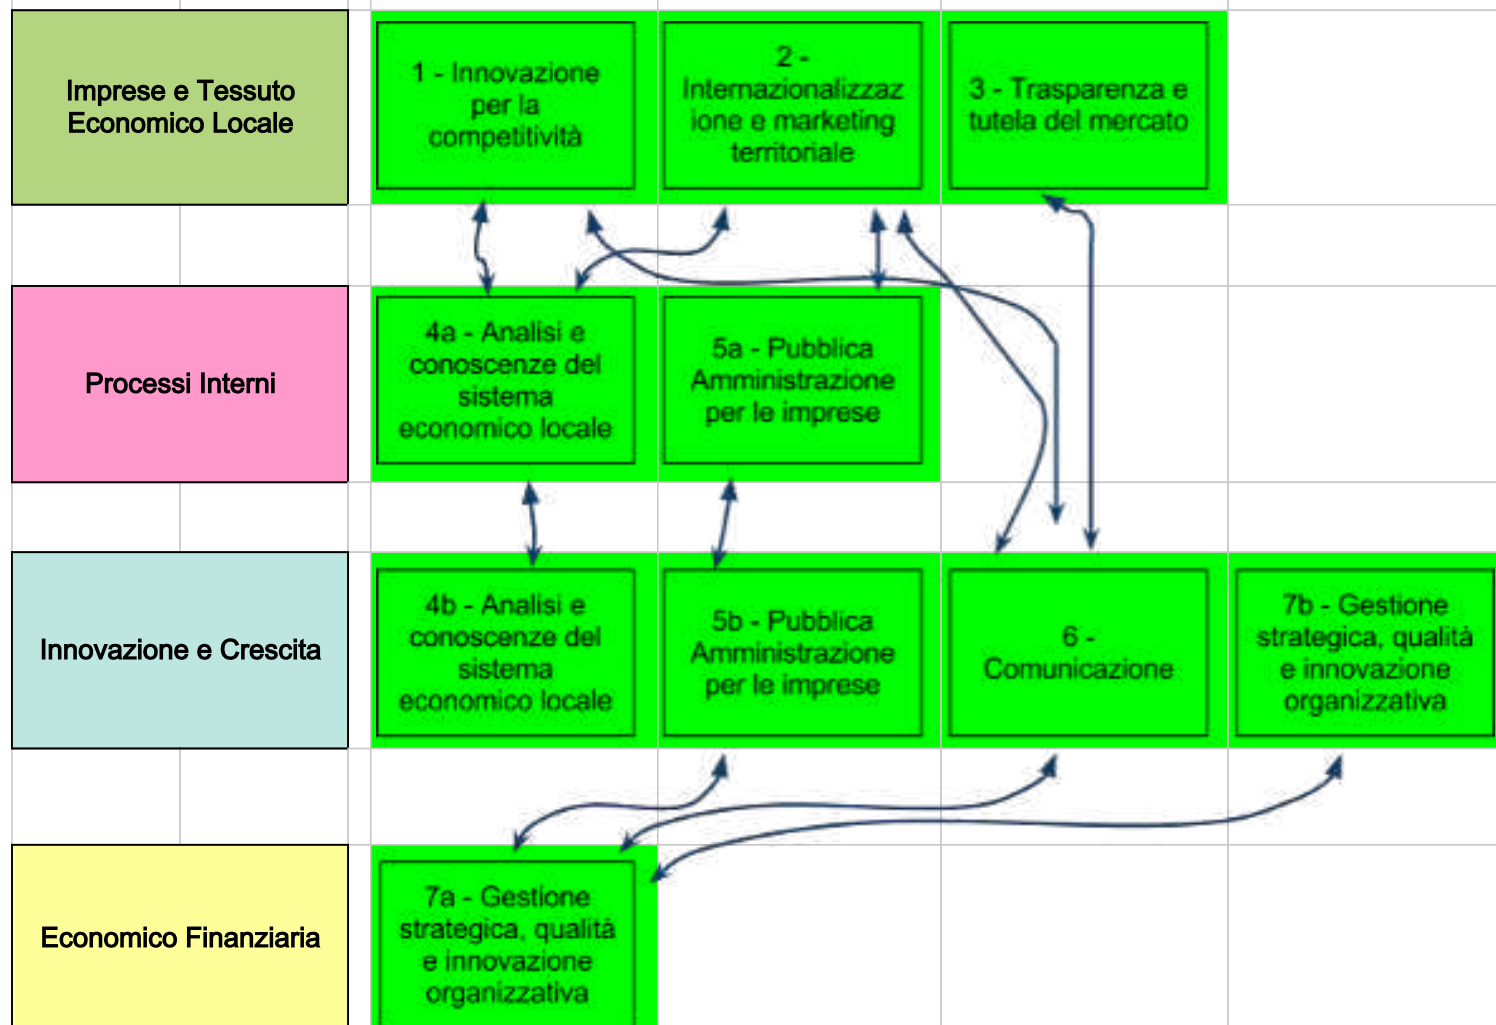 Imprese e Tessuto
Economico Locale
1 - Innovazione
per la
competitività
2 -
Internazionalizzaz
ione e marketing
territoriale
3 - Trasparenza e
tutela del mercato
Processi Interni
4a - Analisi e
conoscenze del
sistema
economico locale
5a - Pubblica
Amministrazione
per le imprese
Innovazione e Crescita
4b - Analisi e
conoscenze del
sistema
economico locale
5b - Pubblica
Amministrazione
per le imprese
6 -
Comunicazione
7b - Gestione
strategica, qualità
e innovazione
organizzativa
Economico Finanziaria
7a - Gestione
strategica, qualità
e innovazione
organizzativa